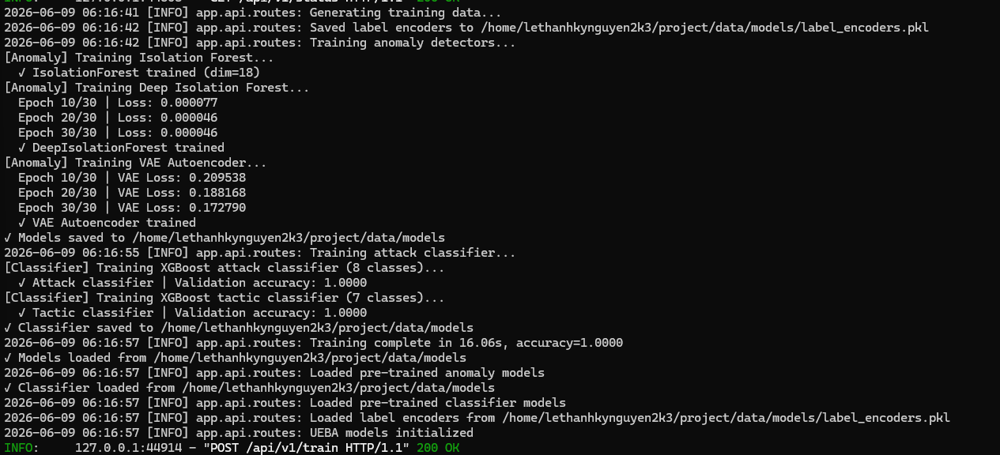 INFO:     127.0.0.1:44868 - "GET /api/v1/status HTTP/1.1" 200 OK
2026-06-09 06:16:41 [INFO] app.api.routes: Generating training data...
2026-06-09 06:16:42 [INFO] app.api.routes: Saved label encoders to /home/lethanhkynguyen2k3/project/data/models/label_encoders.pkl
2026-06-09 06:16:42 [INFO] app.api.routes: Training anomaly detectors...
[Anomaly] Training Isolation Forest...
  ✓ IsolationForest trained (dim=18)
[Anomaly] Training Deep Isolation Forest...
  Epoch 10/30 | Loss: 0.000077
  Epoch 20/30 | Loss: 0.000046
  Epoch 30/30 | Loss: 0.000046
  ✓ DeepIsolationForest trained
[Anomaly] Training VAE Autoencoder...
  Epoch 10/30 | VAE Loss: 0.209538
  Epoch 20/30 | VAE Loss: 0.188168
  Epoch 30/30 | VAE Loss: 0.172790
  ✓ VAE Autoencoder trained
✓ Models saved to /home/lethanhkynguyen2k3/project/data/models
2026-06-09 06:16:55 [INFO] app.api.routes: Training attack classifier...
[Classifier] Training XGBoost attack classifier (8 classes)...
  ✓ Attack classifier | Validation accuracy: 1.0000
[Classifier] Training XGBoost tactic classifier (7 classes)...
  ✓ Tactic classifier | Validation accuracy: 1.0000
✓ Classifier saved to /home/lethanhkynguyen2k3/project/data/models
2026-06-09 06:16:57 [INFO] app.api.routes: Training complete in 16.06s, accuracy=1.0000
✓ Models loaded from /home/lethanhkynguyen2k3/project/data/models
2026-06-09 06:16:57 [INFO] app.api.routes: Loaded pre-trained anomaly models
✓ Classifier loaded from /home/lethanhkynguyen2k3/project/data/models
2026-06-09 06:16:57 [INFO] app.api.routes: Loaded pre-trained classifier models
2026-06-09 06:16:57 [INFO] app.api.routes: Loaded label encoders from /home/lethanhkynguyen2k3/project/data/models/label_encoders.pkl
2026-06-09 06:16:57 [INFO] app.api.routes: UEBA models initialized
INFO:     127.0.0.1:44914 - "POST /api/v1/train HTTP/1.1" 200 OK